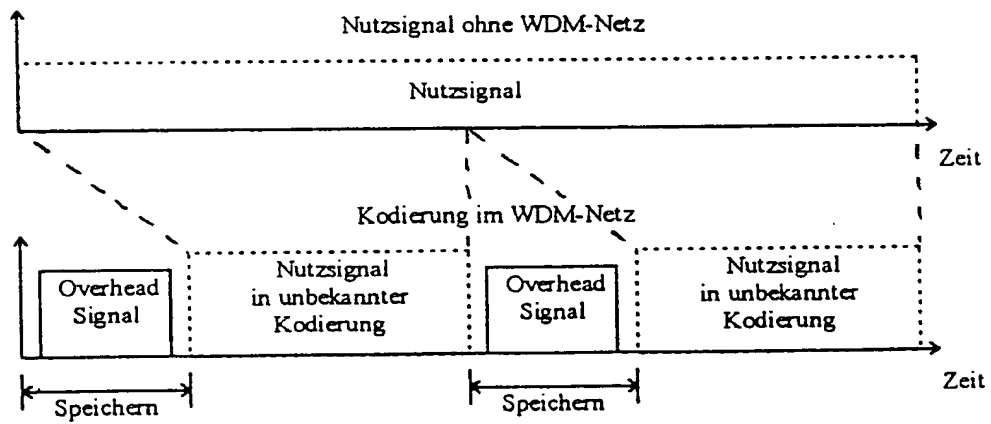 Nutzsignal ohne WDM-Netz
Nutzsignal
Zeit
Kodierung im WDM-Netz
Overhead
Signal
Nutzsignal
in unbekannter
Kodierung
Overhead
Signal
Nutzsignal
in unbekannter
Kodierung
Zeit
Speichern
Speichern